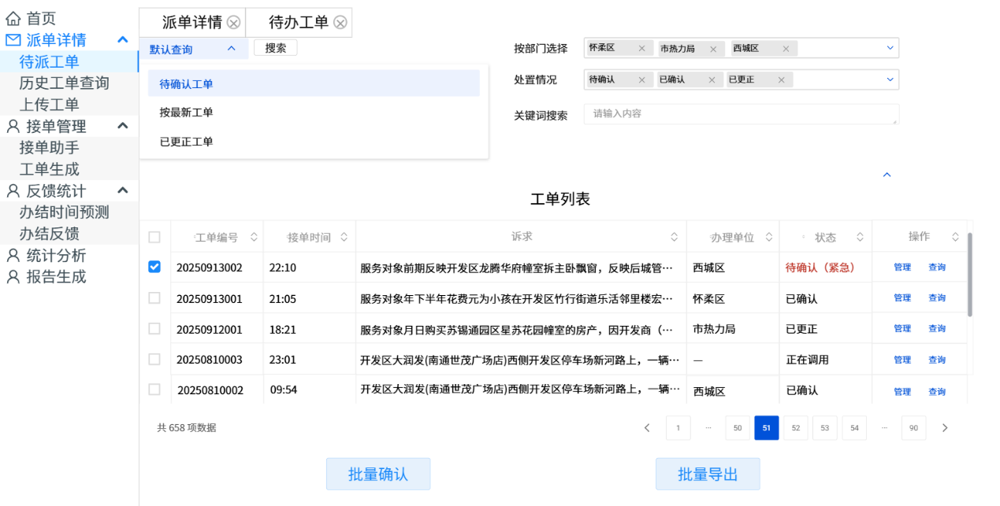 首页
派单详情
待派工单
历史工单查询
上传工单
接单管理
接单助手
工单生成
反馈统计
办结时间预测
办结反馈
统计分析
报告生成
派单详情 待办工单
默认查询 搜索
待确认工单
按最新工单
已更正工单
按部门选择 怀柔区 市热力局 西城区
处置情况 待确认 已确认 已更正
关键词搜索 请输入内容
工单列表
工单编号 接单时间 诉求 办理单位 状态 操作
20250913002 22:10 服务对象前期反映开发区龙腾华府幢室拆主卧飘窗，反映后城管… 西城区 待确认（紧急） 管理 查询
20250913001 21:05 服务对象年下半年花费元为小孩在开发区竹行街道乐活邻里楼宏… 怀柔区 已确认 管理 查询
20250912001 18:21 服务对象月日购买苏锡通园区星苏花园幢室的房产，因开发商（… 市热力局 已更正 管理 查询
20250810003 23:01 开发区大润发(南通世茂广场店)西侧开发区停车场新河路上，一辆… — 正在调用 管理 查询
20250810002 09:54 开发区大润发(南通世茂广场店)西侧开发区停车场新河路上，一辆… 西城区 已确认 管理 查询
共 658 项数据 1 … 50 51 52 53 54 … 90
批量确认 批量导出